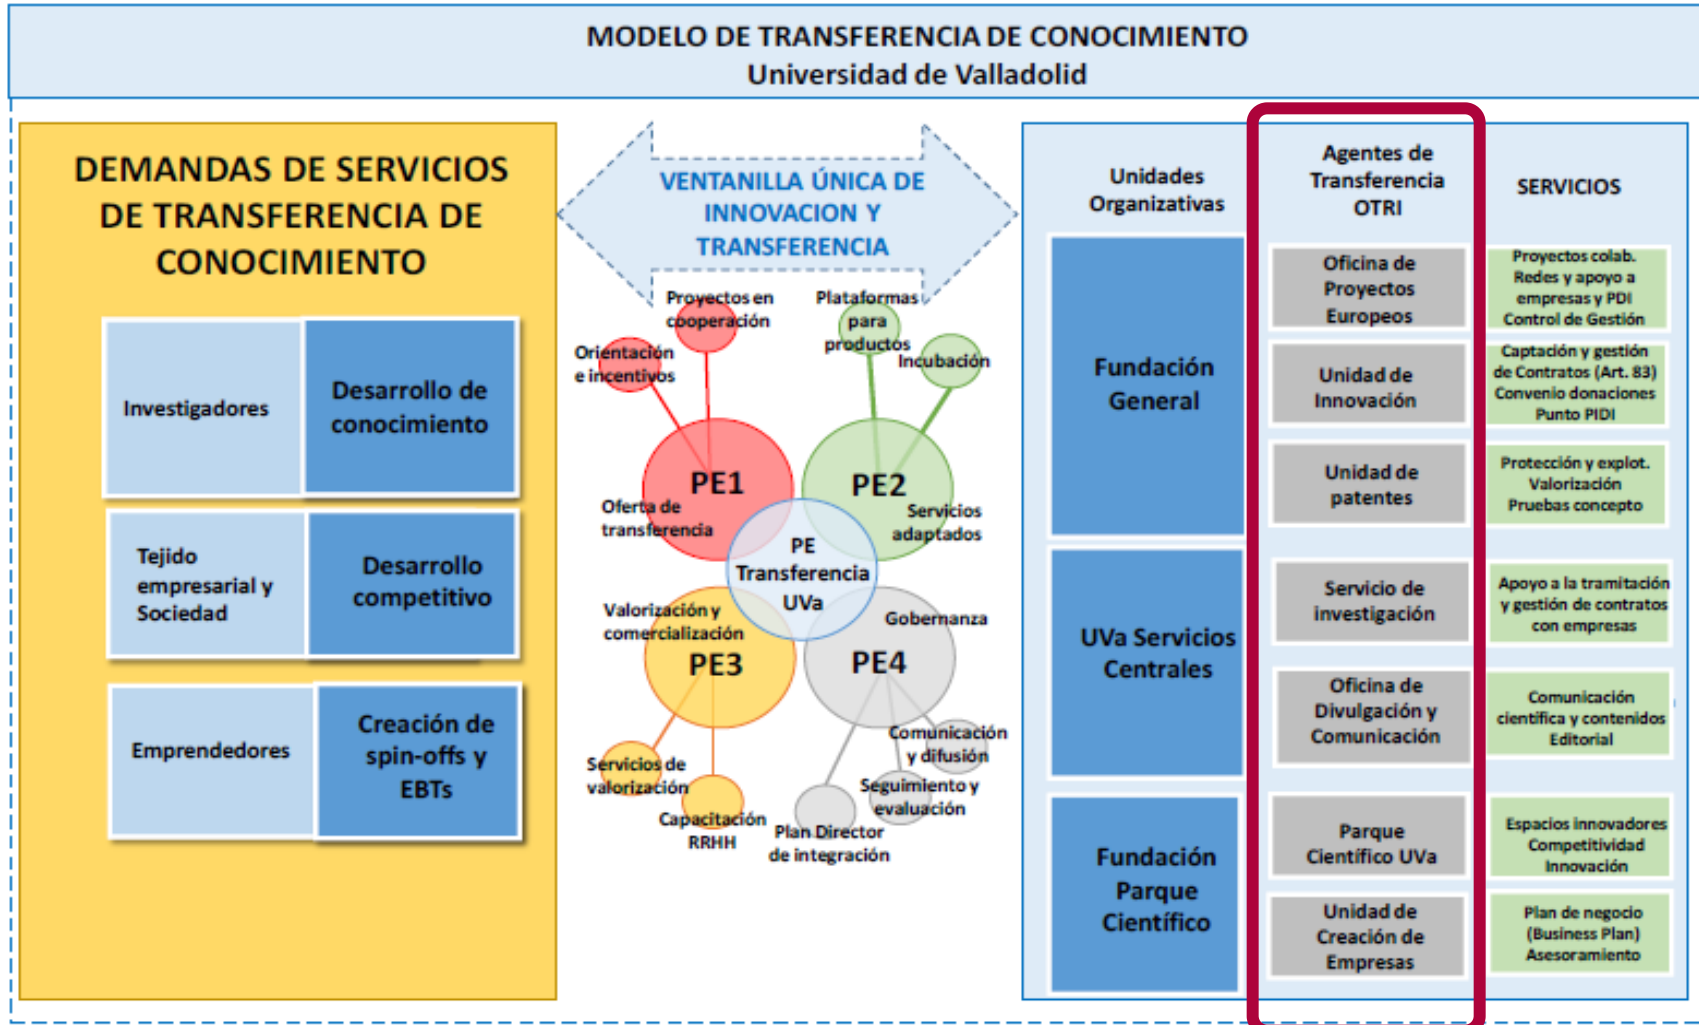 MODELO DE TRANSFERENCIA DE CONOCIMIENTO
Universidad de Valladolid
DEMANDAS DE SERVICIOS
DE TRANSFERENCIA DE
CONOCIMIENTO
Investigadores
Desarrollo de
conocimiento
Tejido
empresarial y
Sociedad
Desarrollo
competitivo
Emprendedores
Creación de
spin-offs y
EBTs
VENTANILLA ÚNICA DE
INNOVACION Y
TRANSFERENCIA
Proyectos en
cooperación
Orientación
e incentivos
PE1
Oferta de
transferencia
Plataformas
para
productos
Incubación
PE2
Servicios
adaptados
PE
Transferencia
UVa
Valorización y
comercialización
PE3
Servicios de
valorización
Capacitación
RRHH
Gobernanza
PE4
Comunicación
y difusión
Seguimiento y
evaluación
Plan Director
de integración
Unidades
Organizativas
Agentes de
Transferencia
OTRI
SERVICIOS
Fundación
General
Oficina de
Proyectos
Europeos
Proyectos colab.
Redes y apoyo a
empresas y PDI
Control de Gestión
Unidad de
Innovación
Captación y gestión
de Contratos (Art. 83)
Convenio donaciones
Punto PIDI
Unidad de
patentes
Protección y explot.
Valorización
Pruebas concepto
UVa Servicios
Centrales
Servicio de
investigación
Apoyo a la tramitación
y gestión de contratos
con empresas
Oficina de
Divulgación y
Comunicación
Comunicación
científica y contenidos
Editorial
Fundación
Parque
Científico
Parque
Científico UVa
Espacios innovadores
Competitividad
Innovación
Unidad de
Creación de
Empresas
Plan de negocio
(Business Plan)
Asesoramiento